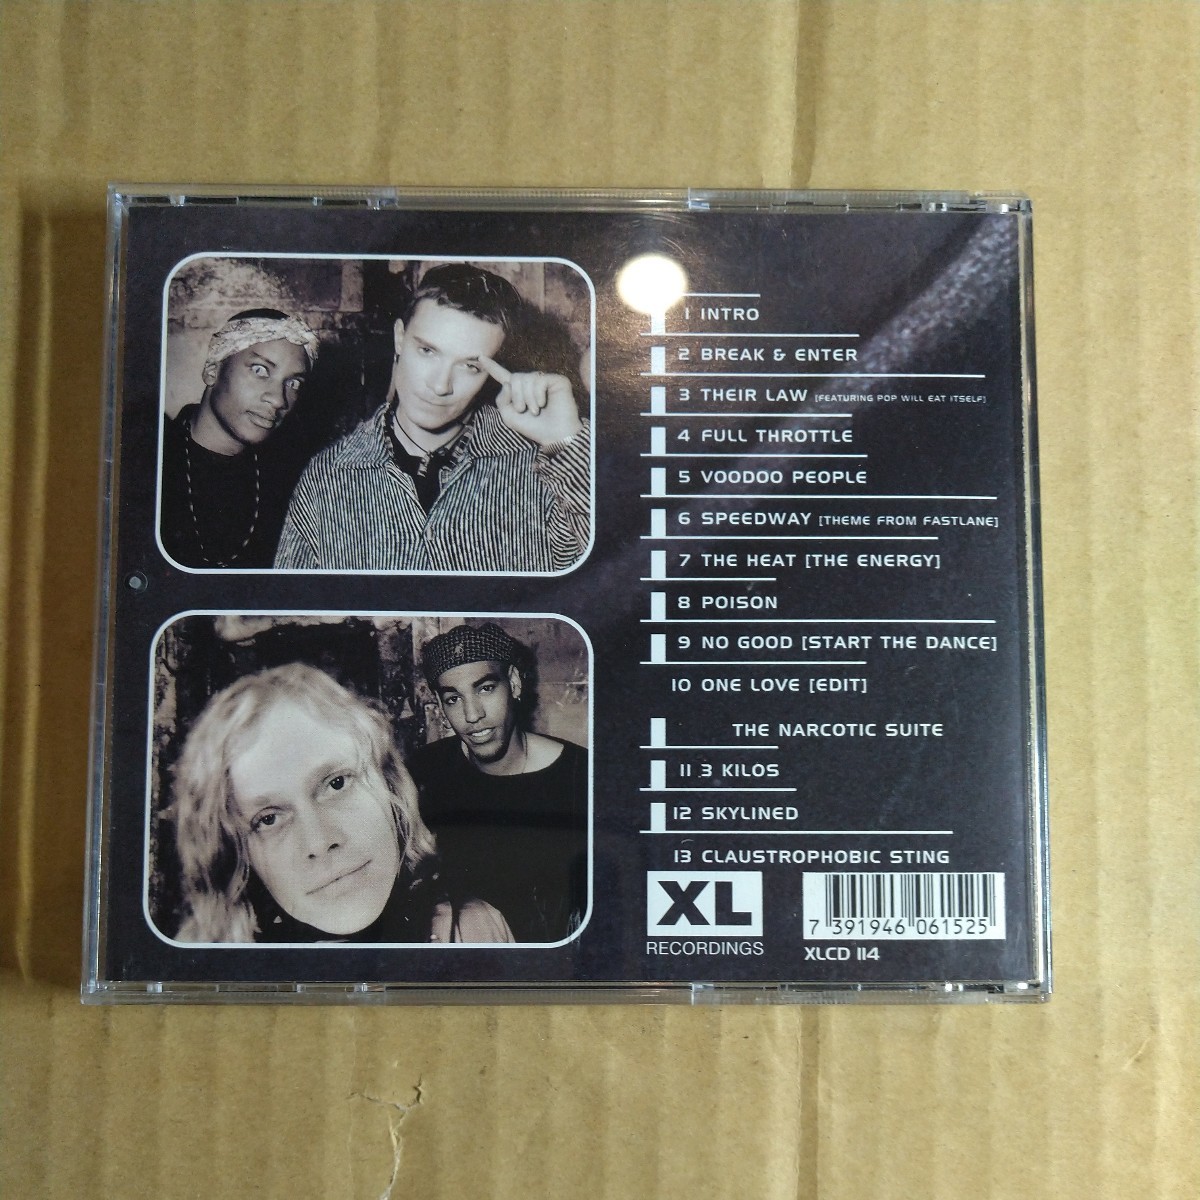 1 INTRO
2 BREAK & ENTER
3 THEIR LAW [FEATURING POP WILL EAT ITSELF]
4 FULL THROTTLE
5 VOODOO PEOPLE
6 SPEEDWAY [THEME FROM FASTLANE]
7 THE HEAT [THE ENERGY]
8 POISON
9 NO GOOD [START THE DANCE]
10 ONE LOVE [EDIT]
THE NARCOTIC SUITE
11 3 KILOS
12 SKYLINED
13 CLAUSTROPHOBIC STING
XL
RECORDINGS
7 391946 061525
XLCD 114